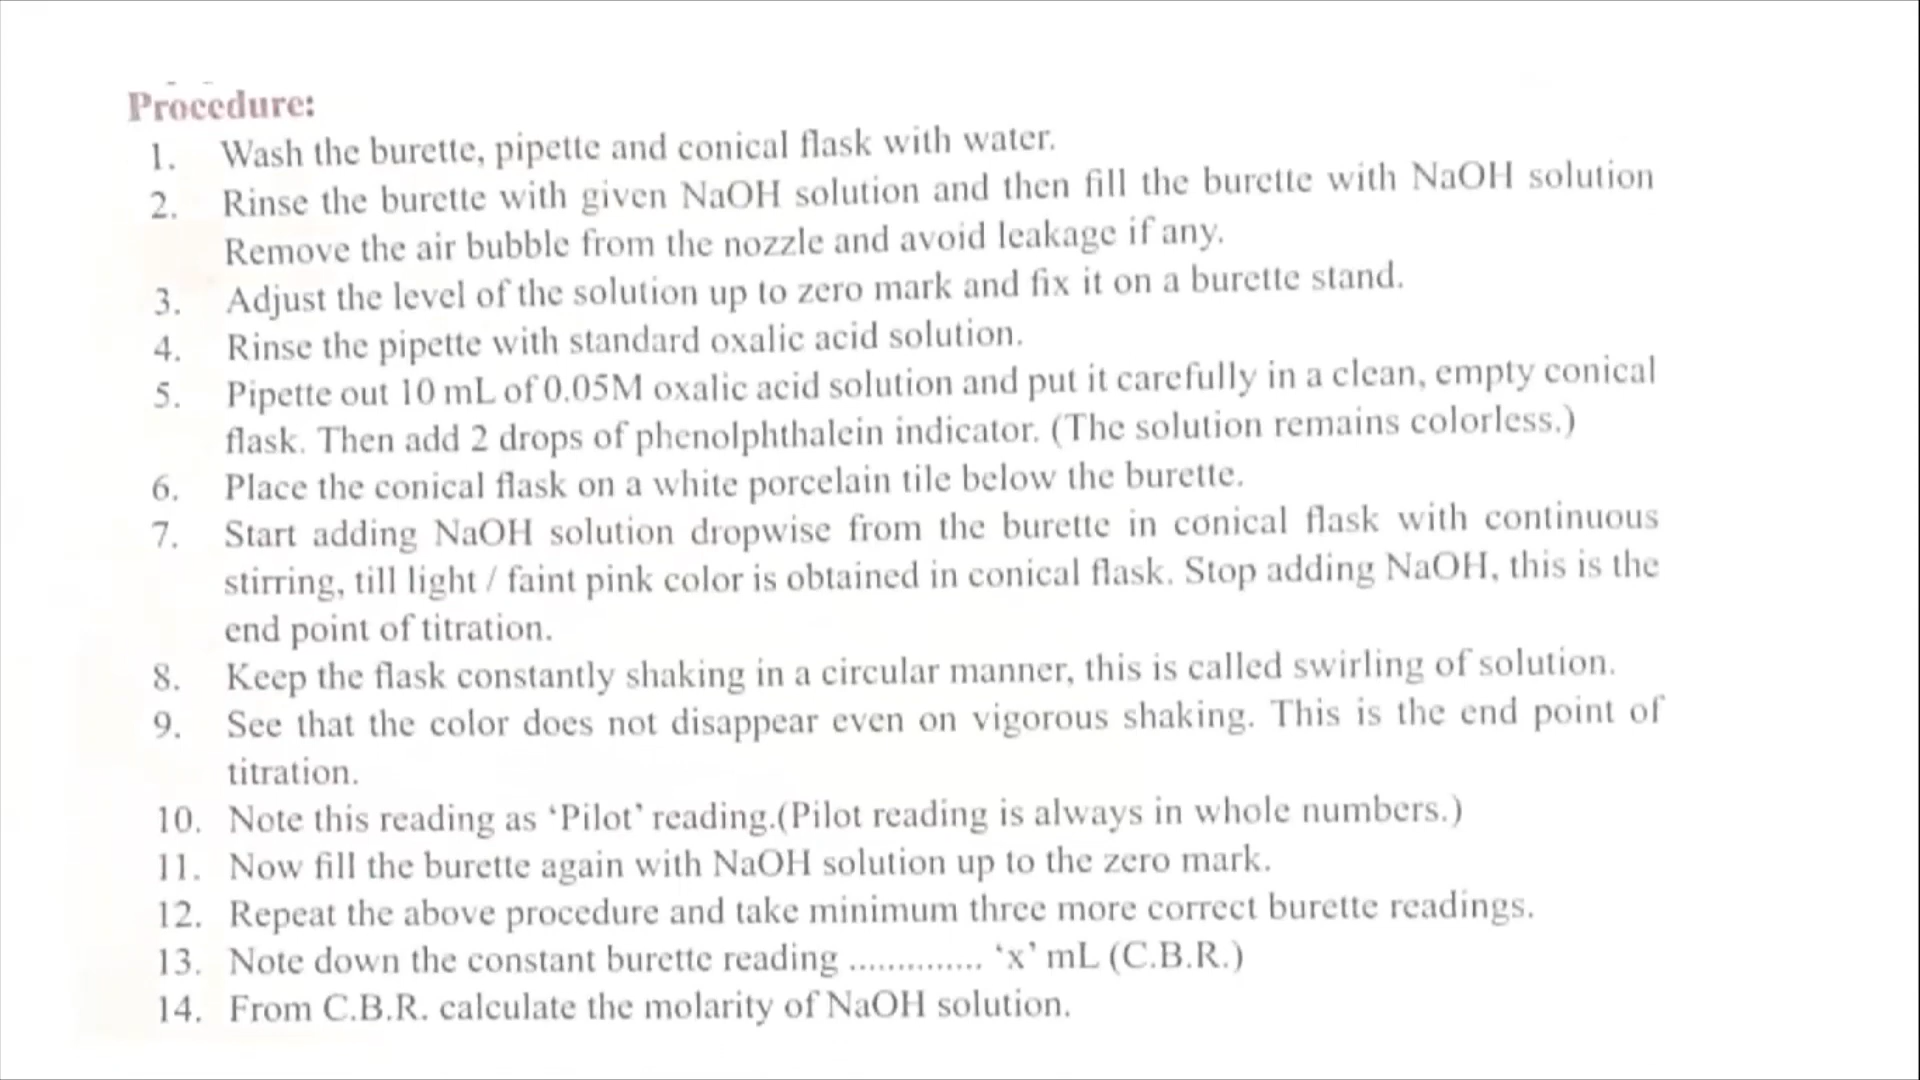 Procedure:
1. Wash the burette, pipette and conical flask with water.
2. Rinse the burette with given NaOH solution and then fill the burette with NaOH solution
Remove the air bubble from the nozzle and avoid leakage if any.
3. Adjust the level of the solution up to zero mark and fix it on a burette stand.
4. Rinse the pipette with standard oxalic acid solution.
5. Pipette out 10 mL of 0.05M oxalic acid solution and put it carefully in a clean, empty conical
flask. Then add 2 drops of phenolphthalein indicator. (The solution remains colorless.)
6. Place the conical flask on a white porcelain tile below the burette.
7. Start adding NaOH solution dropwise from the burette in conical flask with continuous
stirring, till light / faint pink color is obtained in conical flask. Stop adding NaOH, this is the
end point of titration.
8. Keep the flask constantly shaking in a circular manner, this is called swirling of solution.
9. See that the color does not disappear even on vigorous shaking. This is the end point of
titration.
10. Note this reading as ‘Pilot’ reading.(Pilot reading is always in whole numbers.)
11. Now fill the burette again with NaOH solution up to the zero mark.
12. Repeat the above procedure and take minimum three more correct burette readings.
13. Note down the constant burette reading .............. ‘x’ mL (C.B.R.)
14. From C.B.R. calculate the molarity of NaOH solution.